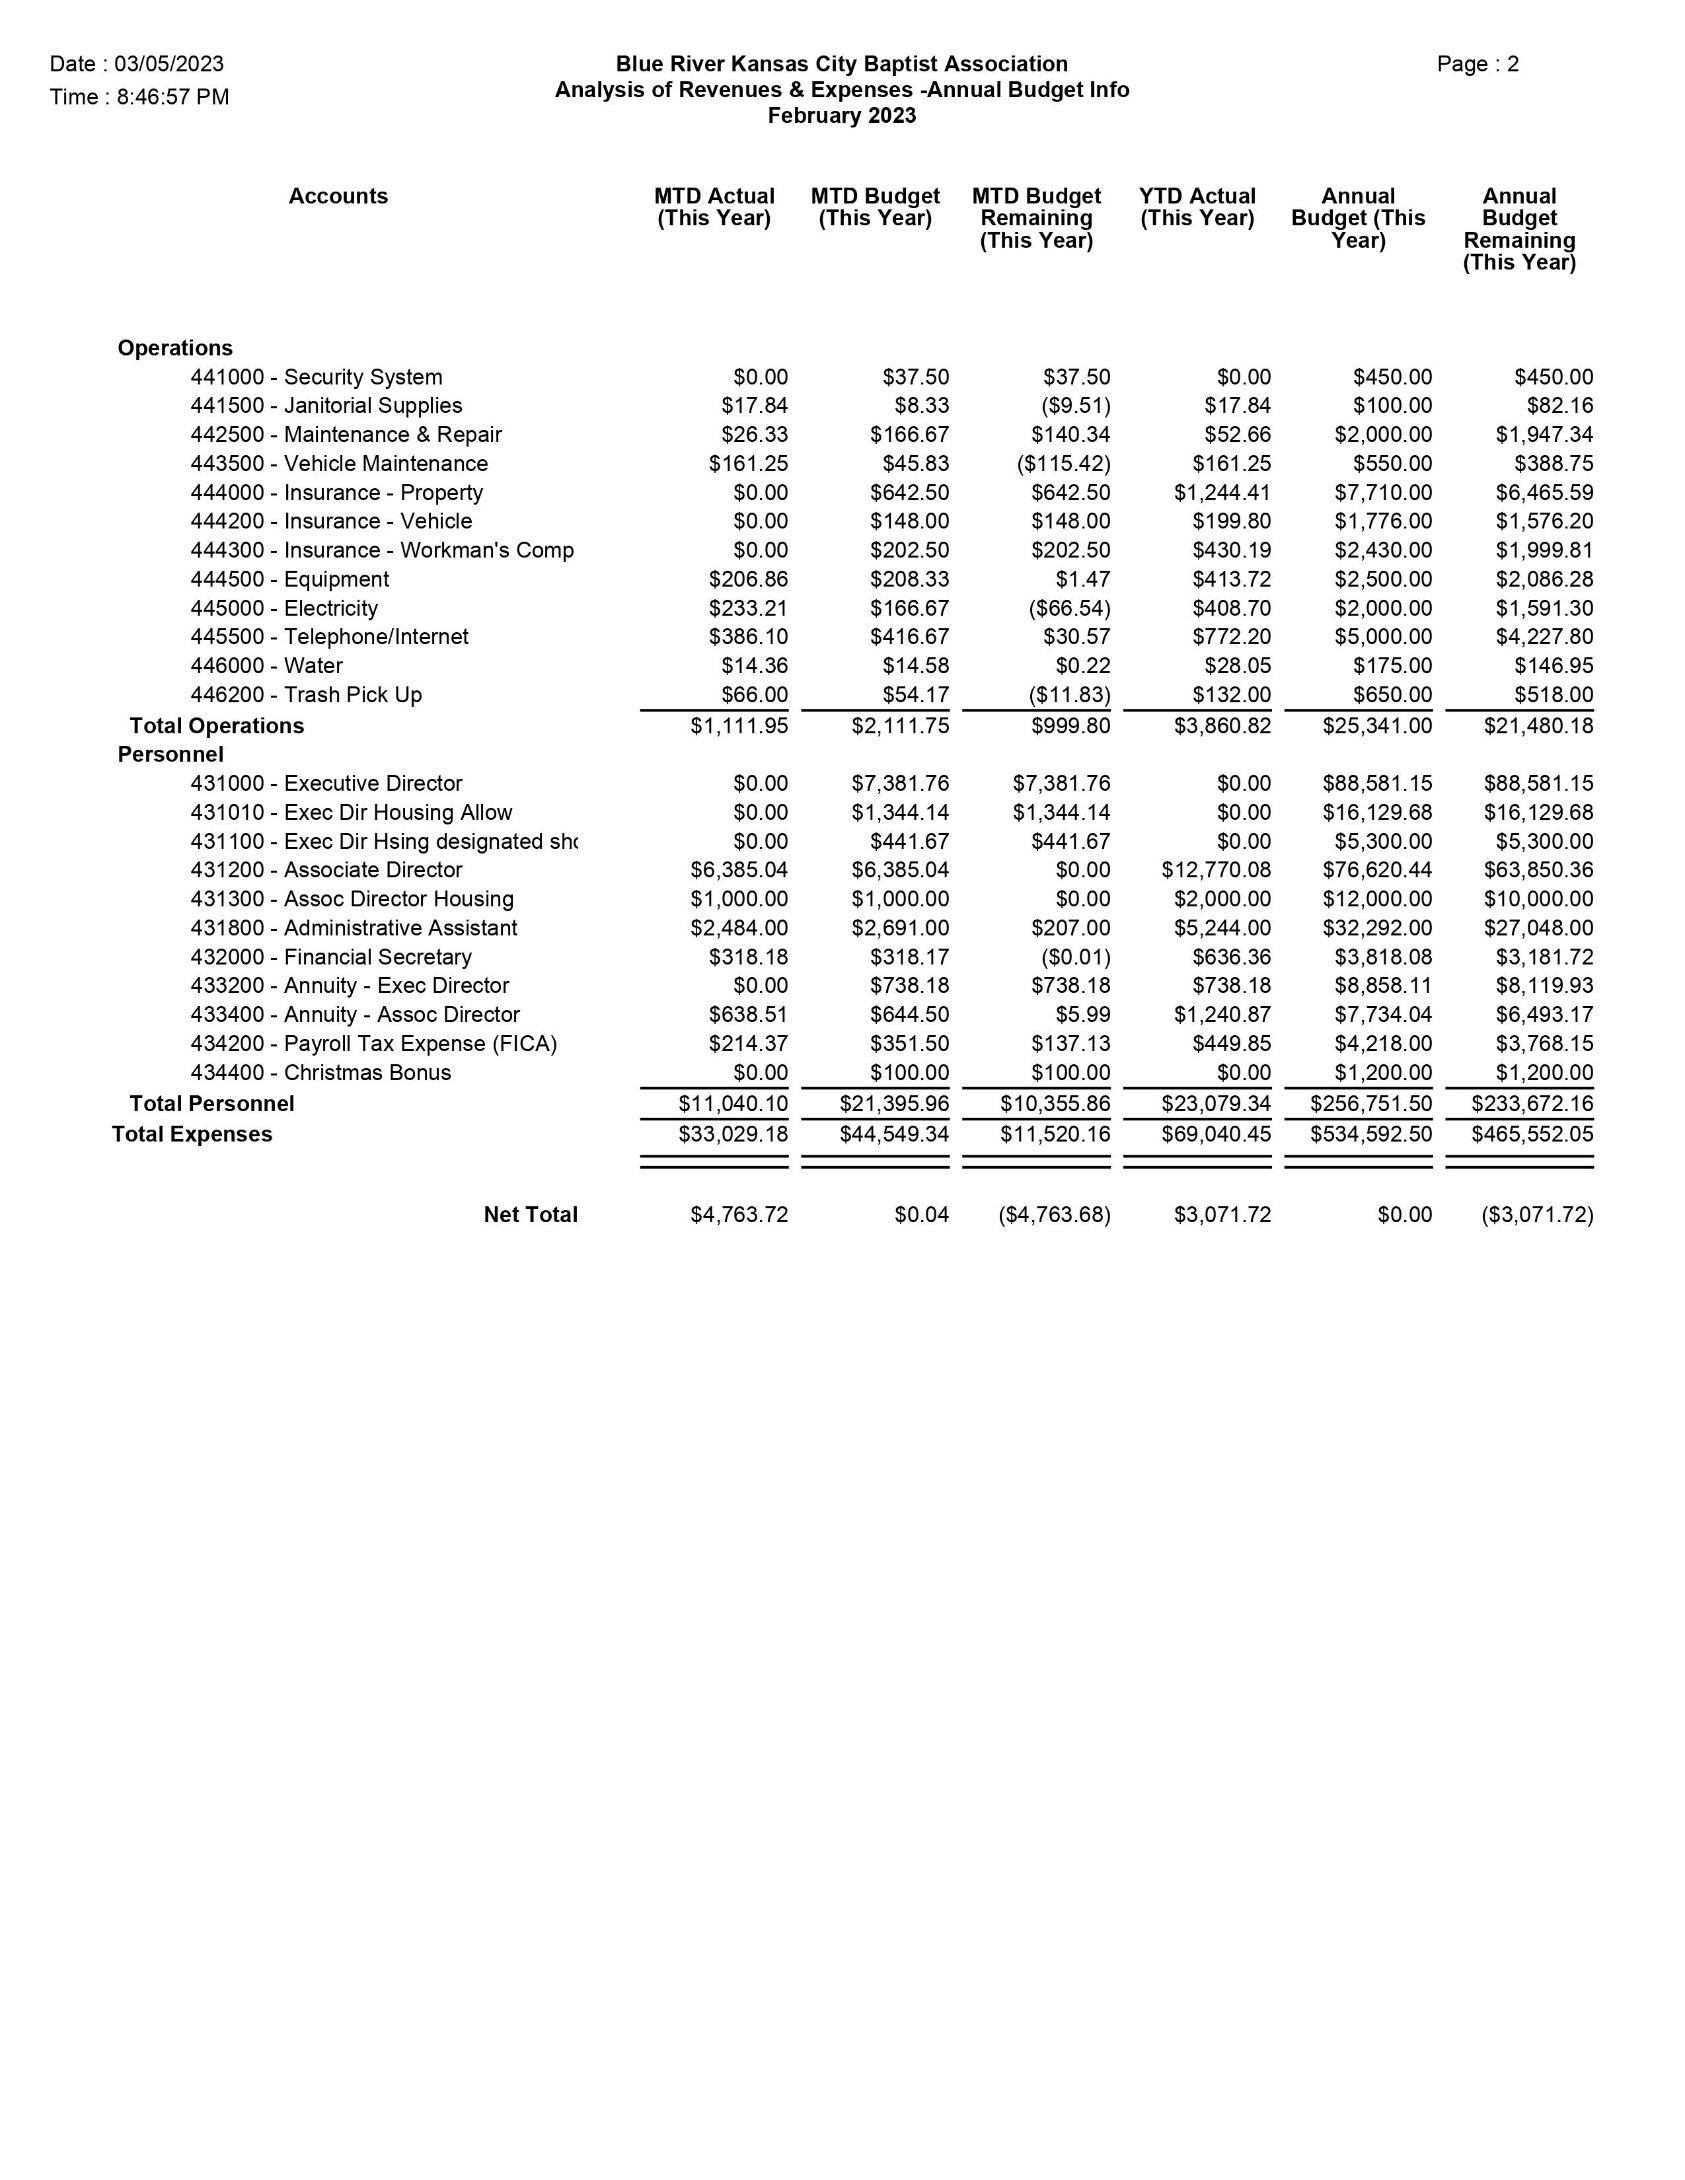 Date : 03/05/2023 Blue River Kansas City Baptist Association Page : 2
Time : 8:46:57 PM Analysis of Revenues & Expenses -Annual Budget Info
February 2023
Accounts MTD Actual MTD Budget MTD Budget YTD Actual Annual Annual
(This Year) (This Year) Remaining (This Year) Budget (This Budget
(This Year) Year) Remaining
(This Year)
Operations
441000 - Security System $0.00 $37.50 $37.50 $0.00 $450.00 $450.00
441500 - Janitorial Supplies $17.84 $8.33 ($9.51) $17.84 $100.00 $82.16
442500 - Maintenance & Repair $26.33 $166.67 $140.34 $52.66 $2,000.00 $1,947.34
443500 - Vehicle Maintenance $161.25 $45.83 ($115.42) $161.25 $550.00 $388.75
444000 - Insurance - Property $0.00 $642.50 $642.50 $1,244.41 $7,710.00 $6,465.59
444200 - Insurance - Vehicle $0.00 $148.00 $148.00 $199.80 $1,776.00 $1,576.20
444300 - Insurance - Workman's Comp $0.00 $202.50 $202.50 $430.19 $2,430.00 $1,999.81
444500 - Equipment $206.86 $208.33 $1.47 $413.72 $2,500.00 $2,086.28
445000 - Electricity $233.21 $166.67 ($66.54) $408.70 $2,000.00 $1,591.30
445500 - Telephone/Internet $386.10 $416.67 $30.57 $772.20 $5,000.00 $4,227.80
446000 - Water $14.36 $14.58 $0.22 $28.05 $175.00 $146.95
446200 - Trash Pick Up $66.00 $54.17 ($11.83) $132.00 $650.00 $518.00
Total Operations $1,111.95 $2,111.75 $999.80 $3,860.82 $25,341.00 $21,480.18
Personnel
431000 - Executive Director $0.00 $7,381.76 $7,381.76 $0.00 $88,581.15 $88,581.15
431010 - Exec Dir Housing Allow $0.00 $1,344.14 $1,344.14 $0.00 $16,129.68 $16,129.68
431100 - Exec Dir Hsing designated sho $0.00 $441.67 $441.67 $0.00 $5,300.00 $5,300.00
431200 - Associate Director $6,385.04 $6,385.04 $0.00 $12,770.08 $76,620.44 $63,850.36
431300 - Assoc Director Housing $1,000.00 $1,000.00 $0.00 $2,000.00 $12,000.00 $10,000.00
431800 - Administrative Assistant $2,484.00 $2,691.00 $207.00 $5,244.00 $32,292.00 $27,048.00
432000 - Financial Secretary $318.18 $318.17 ($0.01) $636.36 $3,818.08 $3,181.72
433200 - Annuity - Exec Director $0.00 $738.18 $738.18 $738.18 $8,858.11 $8,119.93
433400 - Annuity - Assoc Director $638.51 $644.50 $5.99 $1,240.87 $7,734.04 $6,493.17
434200 - Payroll Tax Expense (FICA) $214.37 $351.50 $137.13 $449.85 $4,218.00 $3,768.15
434400 - Christmas Bonus $0.00 $100.00 $100.00 $0.00 $1,200.00 $1,200.00
Total Personnel $11,040.10 $21,395.96 $10,355.86 $23,079.34 $256,751.50 $233,672.16
Total Expenses $33,029.18 $44,549.34 $11,520.16 $69,040.45 $534,592.50 $465,552.05
Net Total $4,763.72 $0.04 ($4,763.68) $3,071.72 $0.00 ($3,071.72)